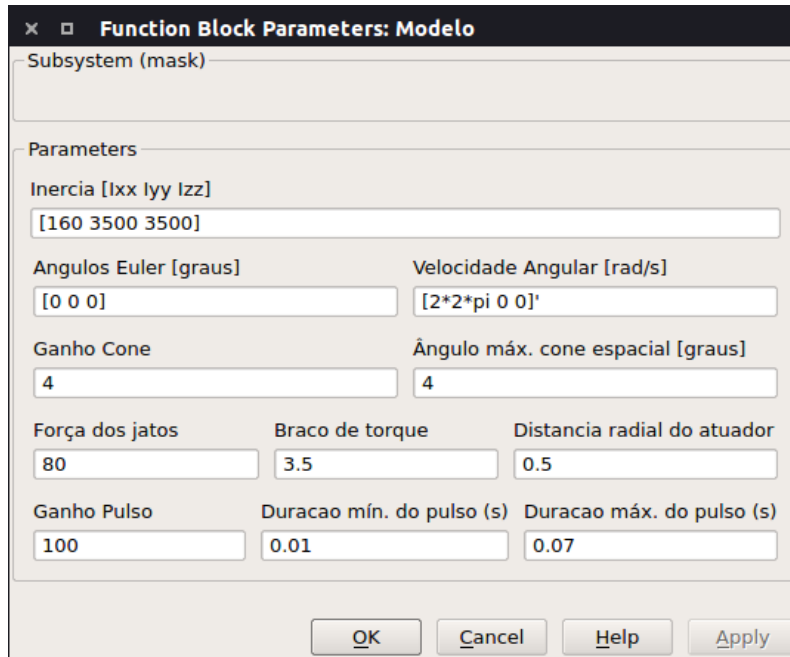 Function Block Parameters: Modelo
Subsystem (mask)
Parameters
Inercia [Ixx Iyy Izz]
[160 3500 3500]
Angulos Euler [graus] Velocidade Angular [rad/s]
[0 0 0] [2*2*pi 0 0]'
Ganho Cone Ângulo máx. cone espacial [graus]
4 4
Força dos jatos Braco de torque Distancia radial do atuador
80 3.5 0.5
Ganho Pulso Duracao mín. do pulso (s) Duracao máx. do pulso (s)
100 0.01 0.07
OK Cancel Help Apply